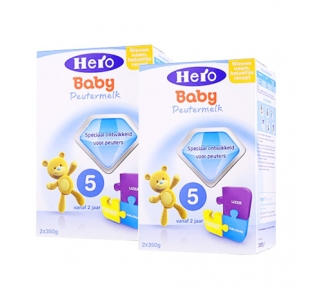 Hero
Baby
Peutermelk
Speciaal ontwikkeld
voor peuters
5
vanaf 2 jaar
2x350g
Hero
Baby
Peutermelk
Speciaal ontwikkeld
voor peuters
5
vanaf 2 jaar
2x350g